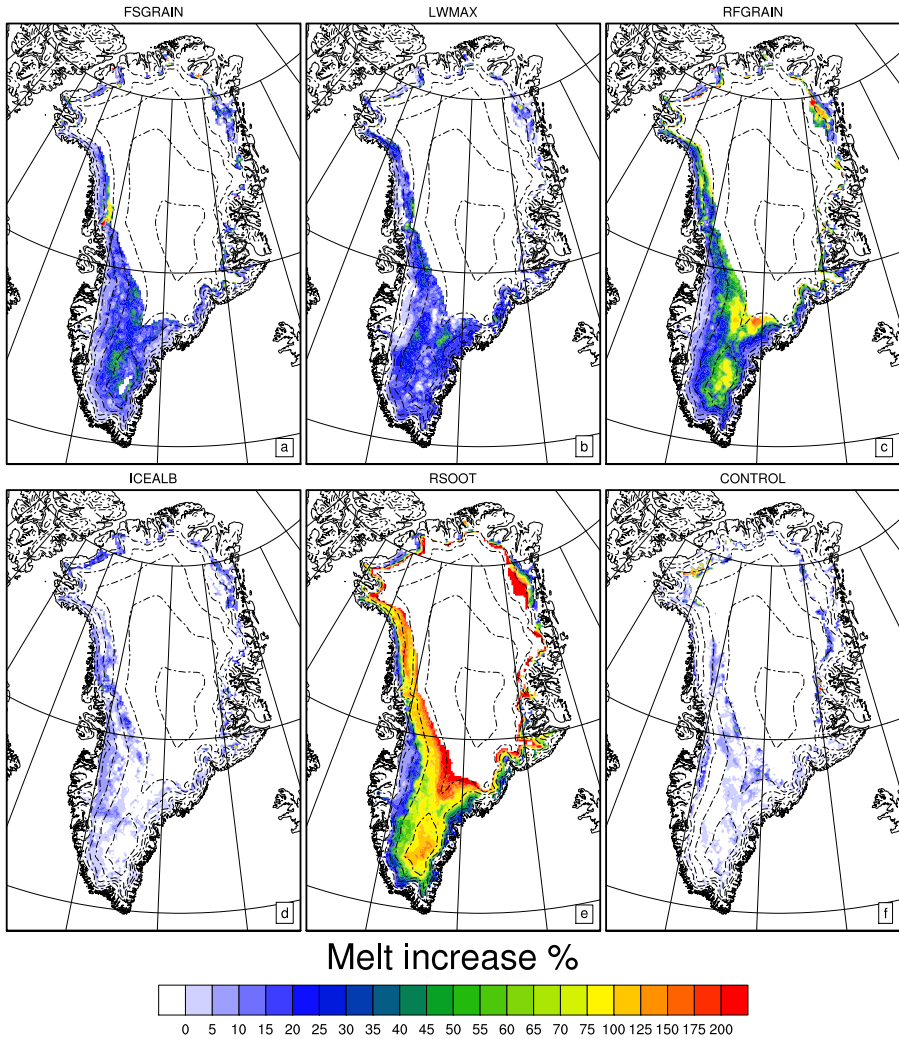 FSGRAIN LWMAX RFGRAIN
a b c
ICEALB RSOOT CONTROL
d e f
Melt increase %
0 5 10 15 20 25 30 35 40 45 55 60 65 70 75 100 125 150 175 200